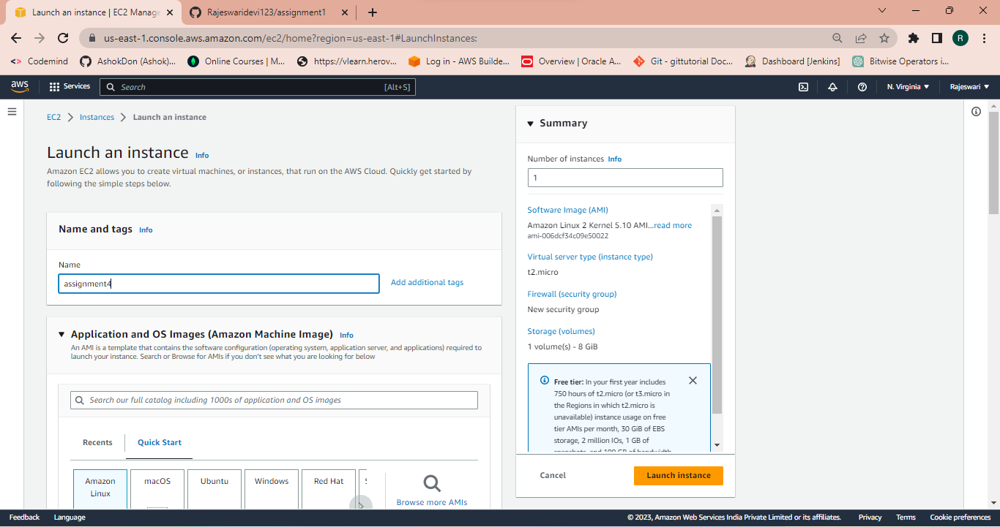 Launch an instance | EC2 Manage
Rajeswaridevi123/assignment1
us-east-1.console.aws.amazon.com/ec2/home?region=us-east-1#LaunchInstances:
R
Codemind
AshokDon (Ashok)...
Online Courses | M...
https://vlearn.herov...
Log in - AWS Builde...
Overview | Oracle A...
Git - gittutorial Doc...
Dashboard [Jenkins]
Bitwise Operators i...
aws
Services
Search
[Alt+S]
N. Virginia
Rajeswari
EC2
Instances
Launch an instance
Launch an instance Info
Amazon EC2 allows you to create virtual machines, or instances, that run on the AWS Cloud. Quickly get started by
following the simple steps below.
Name and tags Info
Name
assignment4
Add additional tags
Application and OS Images (Amazon Machine Image) Info
An AMI is a template that contains the software configuration (operating system, application server, and applications) required to
launch your instance. Search or Browse for AMIs if you don't see what you are looking for below
Search our full catalog including 1000s of application and OS images
Recents
Quick Start
Amazon
Linux
macOS
Ubuntu
Windows
Red Hat
Browse more AMIs
Summary
Number of instances Info
1
Software Image (AMI)
Amazon Linux 2 Kernel 5.10 AMI...read more
ami-006dcf34c09e50022
Virtual server type (instance type)
t2.micro
Firewall (security group)
New security group
Storage (volumes)
1 volume(s) - 8 GiB
Free tier: In your first year includes
750 hours of t2.micro (or t3.micro in
the Regions in which t2.micro is
unavailable) instance usage on free
tier AMIs per month, 30 GiB of EBS
storage, 2 million IOs, 1 GB of
snapshots, and 100 GB of bandwidth
Cancel
Launch instance
Feedback
Language
© 2023, Amazon Web Services India Private Limited or its affiliates.
Privacy
Terms
Cookie preferences